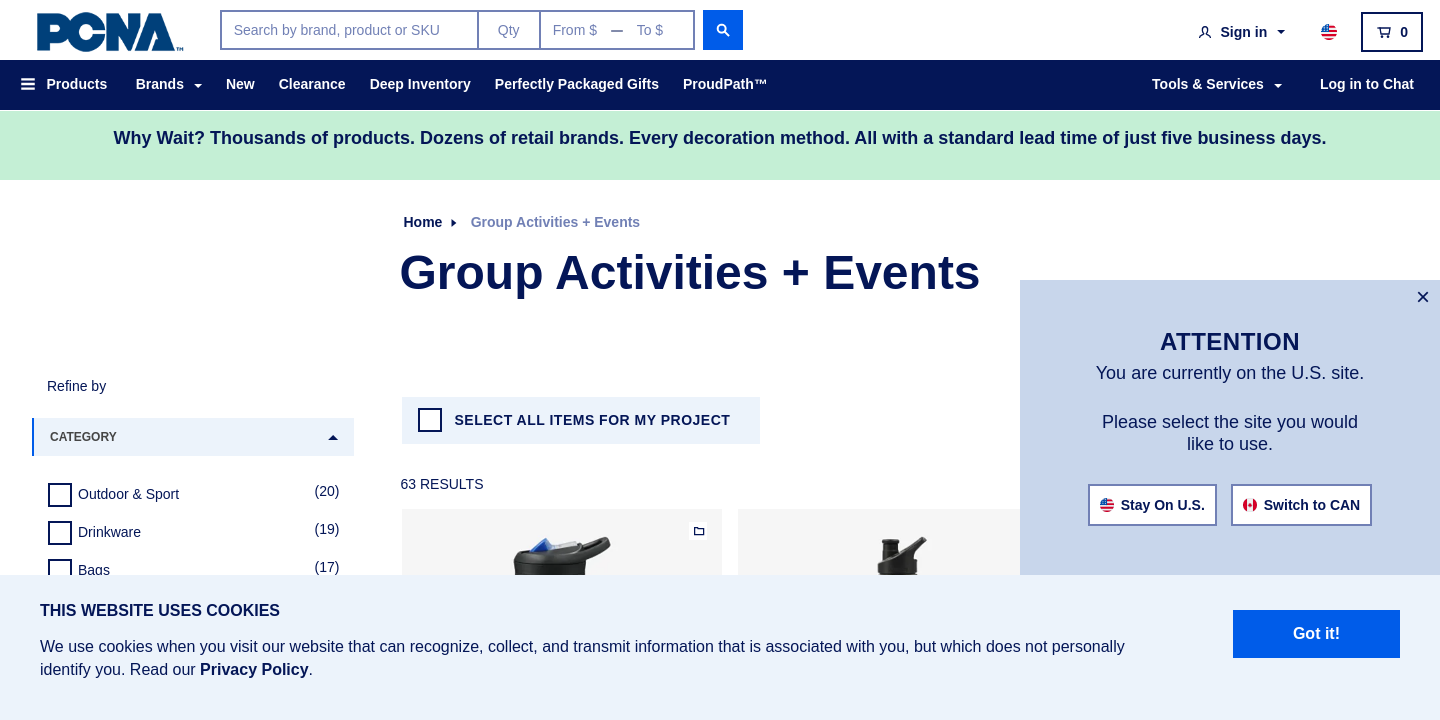 PCNA™
Search by brand, product or SKU
Qty
From $ — To $
Sign in
0
Products
Brands
New
Clearance
Deep Inventory
Perfectly Packaged Gifts
ProudPath™
Tools & Services
Log in to Chat
Why Wait? Thousands of products. Dozens of retail brands. Every decoration method. All with a standard lead time of just five business days.
Home
Group Activities + Events
Group Activities + Events
Refine by
CATEGORY
Outdoor & Sport (20)
Drinkware (19)
Bags (17)
SELECT ALL ITEMS FOR MY PROJECT
63 RESULTS
×
ATTENTION
You are currently on the U.S. site.
Please select the site you would
like to use.
Stay On U.S.
Switch to CAN
THIS WEBSITE USES COOKIES
We use cookies when you visit our website that can recognize, collect, and transmit information that is associated with you, but which does not personally
identify you. Read our Privacy Policy.
Got it!